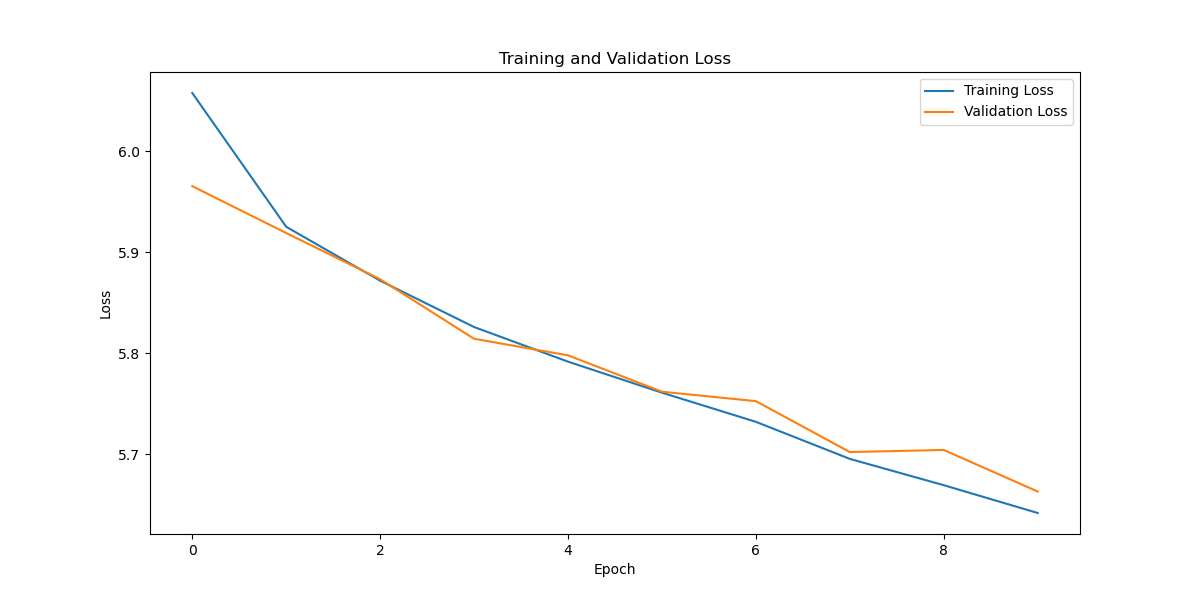 Training and Validation Loss
Training Loss
Validation Loss
6.0
5.9
5.8
5.7
Loss
0 2 4 6 8
Epoch